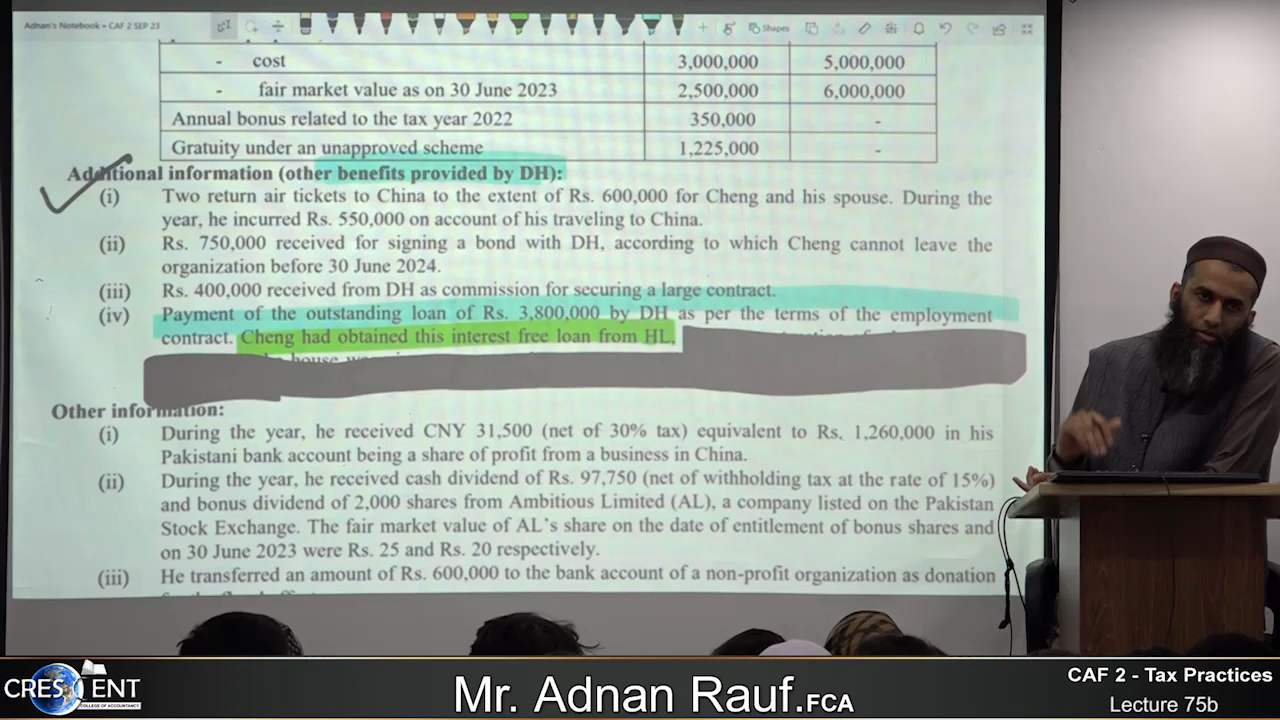 Adnan's Notebook - CAF 2 SEP 23
Shapes
- cost 3,000,000 5,000,000
- fair market value as on 30 June 2023 2,500,000 6,000,000
Annual bonus related to the tax year 2022 350,000 -
Gratuity under an unapproved scheme 1,225,000 -
Additional information (other benefits provided by DH):
(i) Two return air tickets to China to the extent of Rs. 600,000 for Cheng and his spouse. During the
year, he incurred Rs. 550,000 on account of his traveling to China.
(ii) Rs. 750,000 received for signing a bond with DH, according to which Cheng cannot leave the
organization before 30 June 2024.
(iii) Rs. 400,000 received from DH as commission for securing a large contract.
(iv) Payment of the outstanding loan of Rs. 3,800,000 by DH as per the terms of the employment
contract. Cheng had obtained this interest free loan from HL,
house
Other information:
(i) During the year, he received CNY 31,500 (net of 30% tax) equivalent to Rs. 1,260,000 in his
Pakistani bank account being a share of profit from a business in China.
(ii) During the year, he received cash dividend of Rs. 97,750 (net of withholding tax at the rate of 15%)
and bonus dividend of 2,000 shares from Ambitious Limited (AL), a company listed on the Pakistan
Stock Exchange. The fair market value of AL's share on the date of entitlement of bonus shares and
on 30 June 2023 were Rs. 25 and Rs. 20 respectively.
(iii) He transferred an amount of Rs. 600,000 to the bank account of a non-profit organization as donation
CRESCENT
COLLEGE OF ACCOUNTANCY
Mr. Adnan Rauf.FCA
CAF 2 - Tax Practices
Lecture 75b